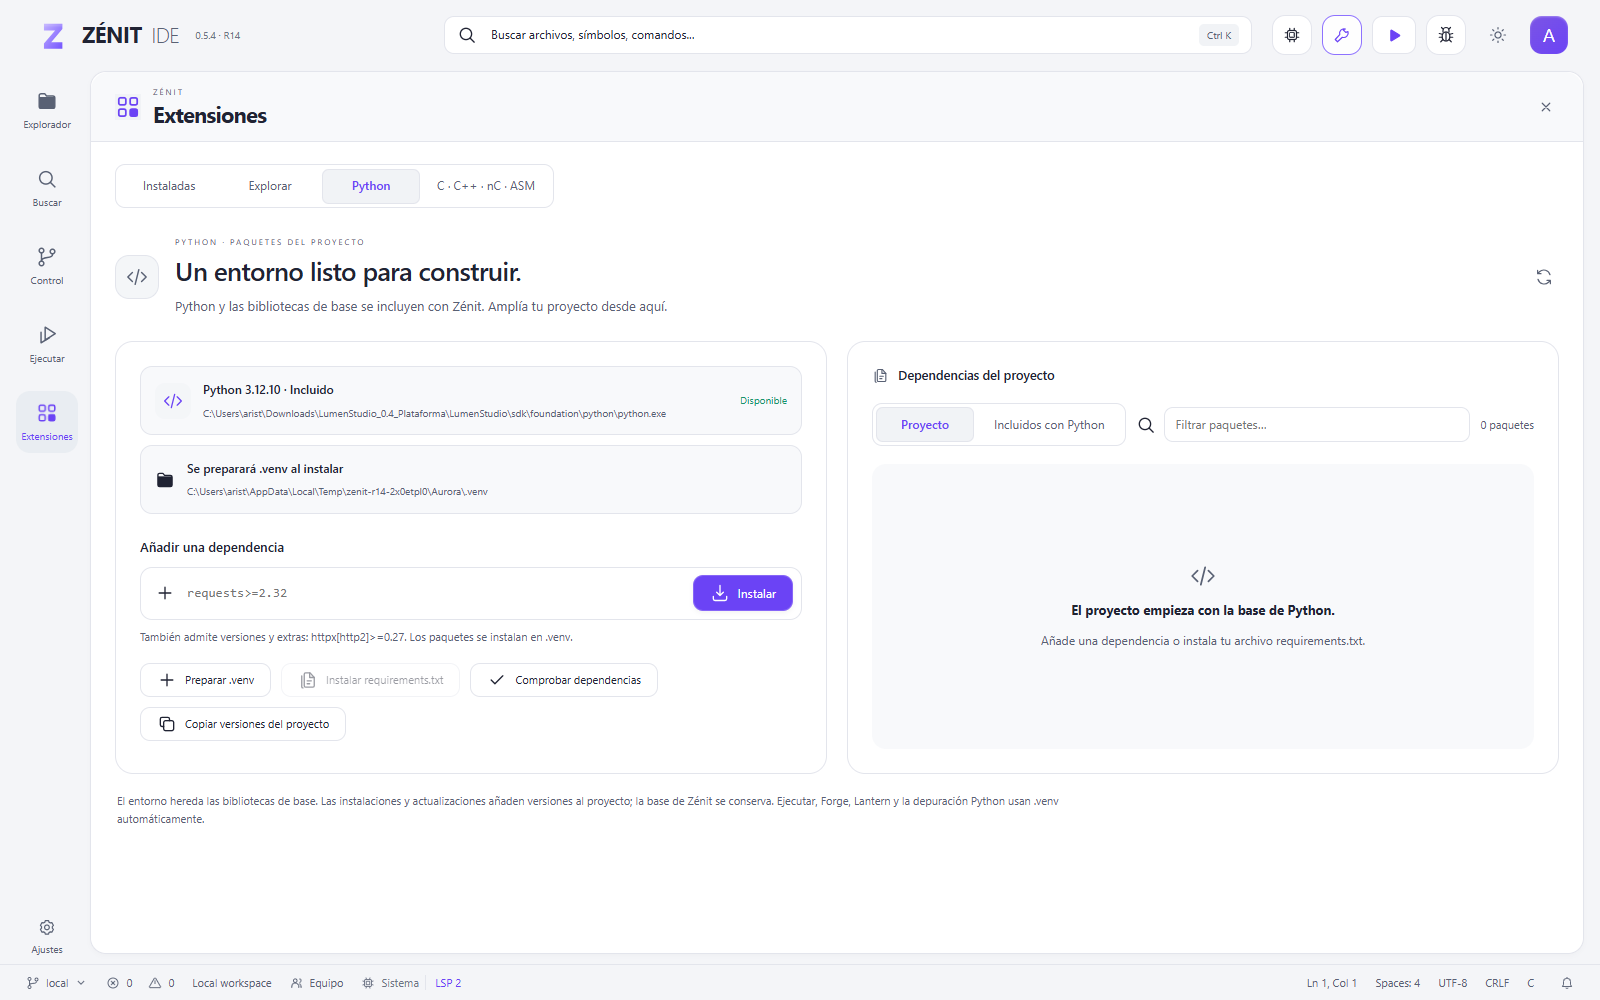 ZÉNIT IDE 0.5.4 · R14
Buscar archivos, símbolos, comandos...
Ctrl K
A
Explorador
Buscar
Control
Ejecutar
Extensiones
Ajustes
ZÉNIT
Extensiones
Instaladas
Explorar
Python
C · C++ · nC · ASM
PYTHON · PAQUETES DEL PROYECTO
Un entorno listo para construir.
Python y las bibliotecas de base se incluyen con Zénit. Amplía tu proyecto desde aquí.
Python 3.12.10 · Incluido
C:\Users\arist\Downloads\LumenStudio_0.4_Plataforma\LumenStudio\sdk\foundation\python\python.exe
Disponible
Se preparará .venv al instalar
C:\Users\arist\AppData\Local\Temp\zenit-r14-2x0etpl0\Aurora\.venv
Añadir una dependencia
requests>=2.32
Instalar
También admite versiones y extras: httpx[http2]>=0.27. Los paquetes se instalan en .venv.
Preparar .venv
Instalar requirements.txt
Comprobar dependencias
Copiar versiones del proyecto
Dependencias del proyecto
Proyecto
Incluidos con Python
Filtrar paquetes...
0 paquetes
El proyecto empieza con la base de Python.
Añade una dependencia o instala tu archivo requirements.txt.
El entorno hereda las bibliotecas de base. Las instalaciones y actualizaciones añaden versiones al proyecto; la base de Zénit se conserva. Ejecutar, Forge, Lantern y la depuración Python usan .venv
automáticamente.
local
0
0
Local workspace
Equipo
Sistema
LSP 2
Ln 1, Col 1
Spaces: 4
UTF-8
CRLF
C